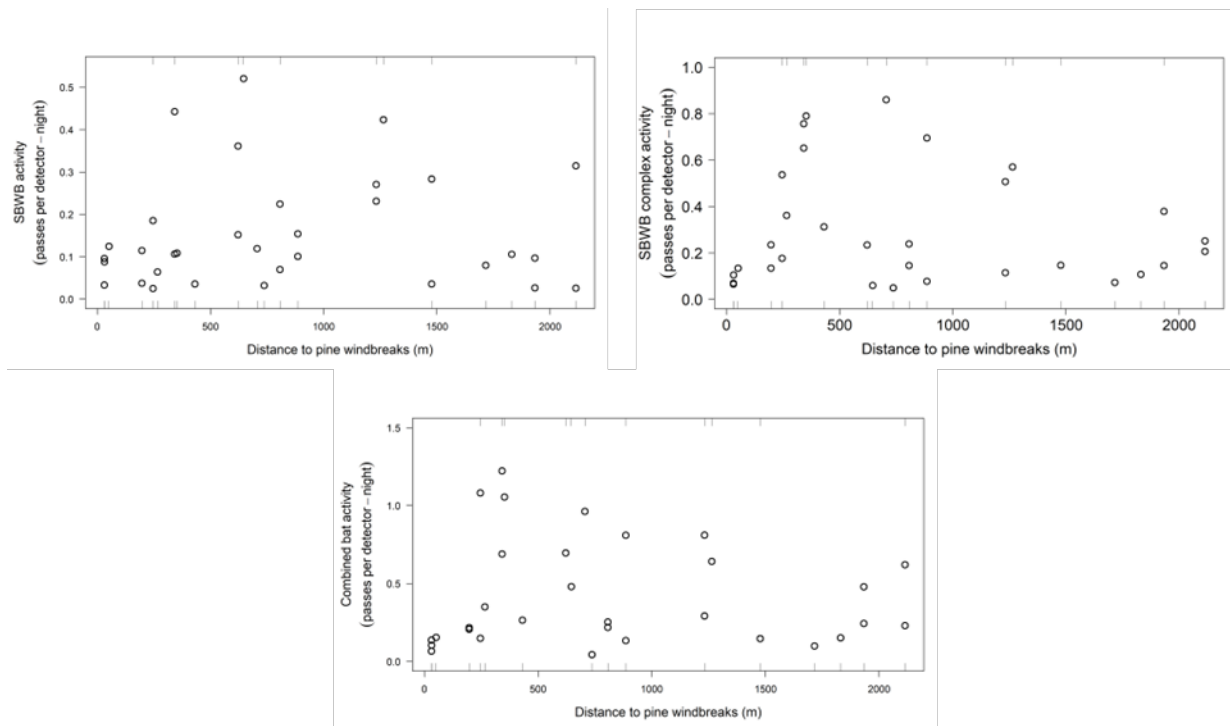 SBWB activity
(passes per detector – night)
0.5
0.4
0.3
0.2
0.1
0.0
0 500 1000 1500 2000
Distance to pine windbreaks (m)
SBWB complex activity
(passes per detector – night)
1.0
0.8
0.6
0.4
0.2
0.0
0 500 1000 1500 2000
Distance to pine windbreaks (m)
Combined bat activity
(passes per detector – night)
1.5
1.0
0.5
0.0
0 500 1000 1500 2000
Distance to pine windbreaks (m)